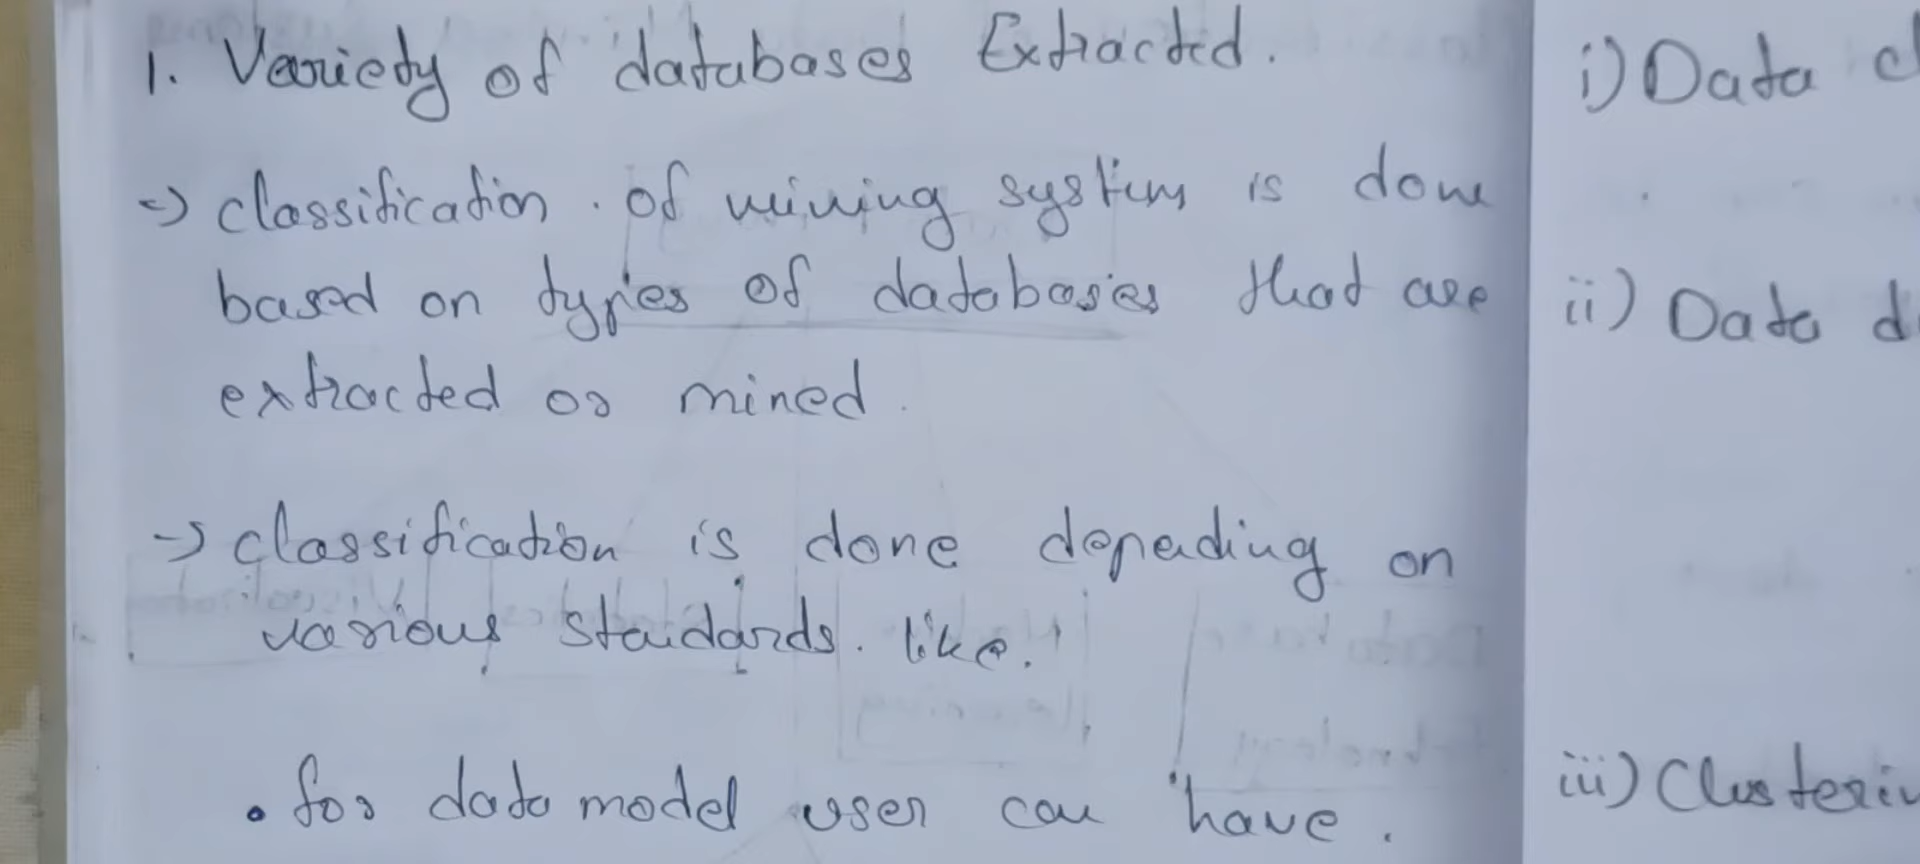 1. Variety of databases Extracted.
=> classification . of mining system is done
based on types of databases that are
extracted or mined.
-> classification is done depending on
various standards. like.
• for data model user can have.
i) Data
ii) Data
iii) Clusterin